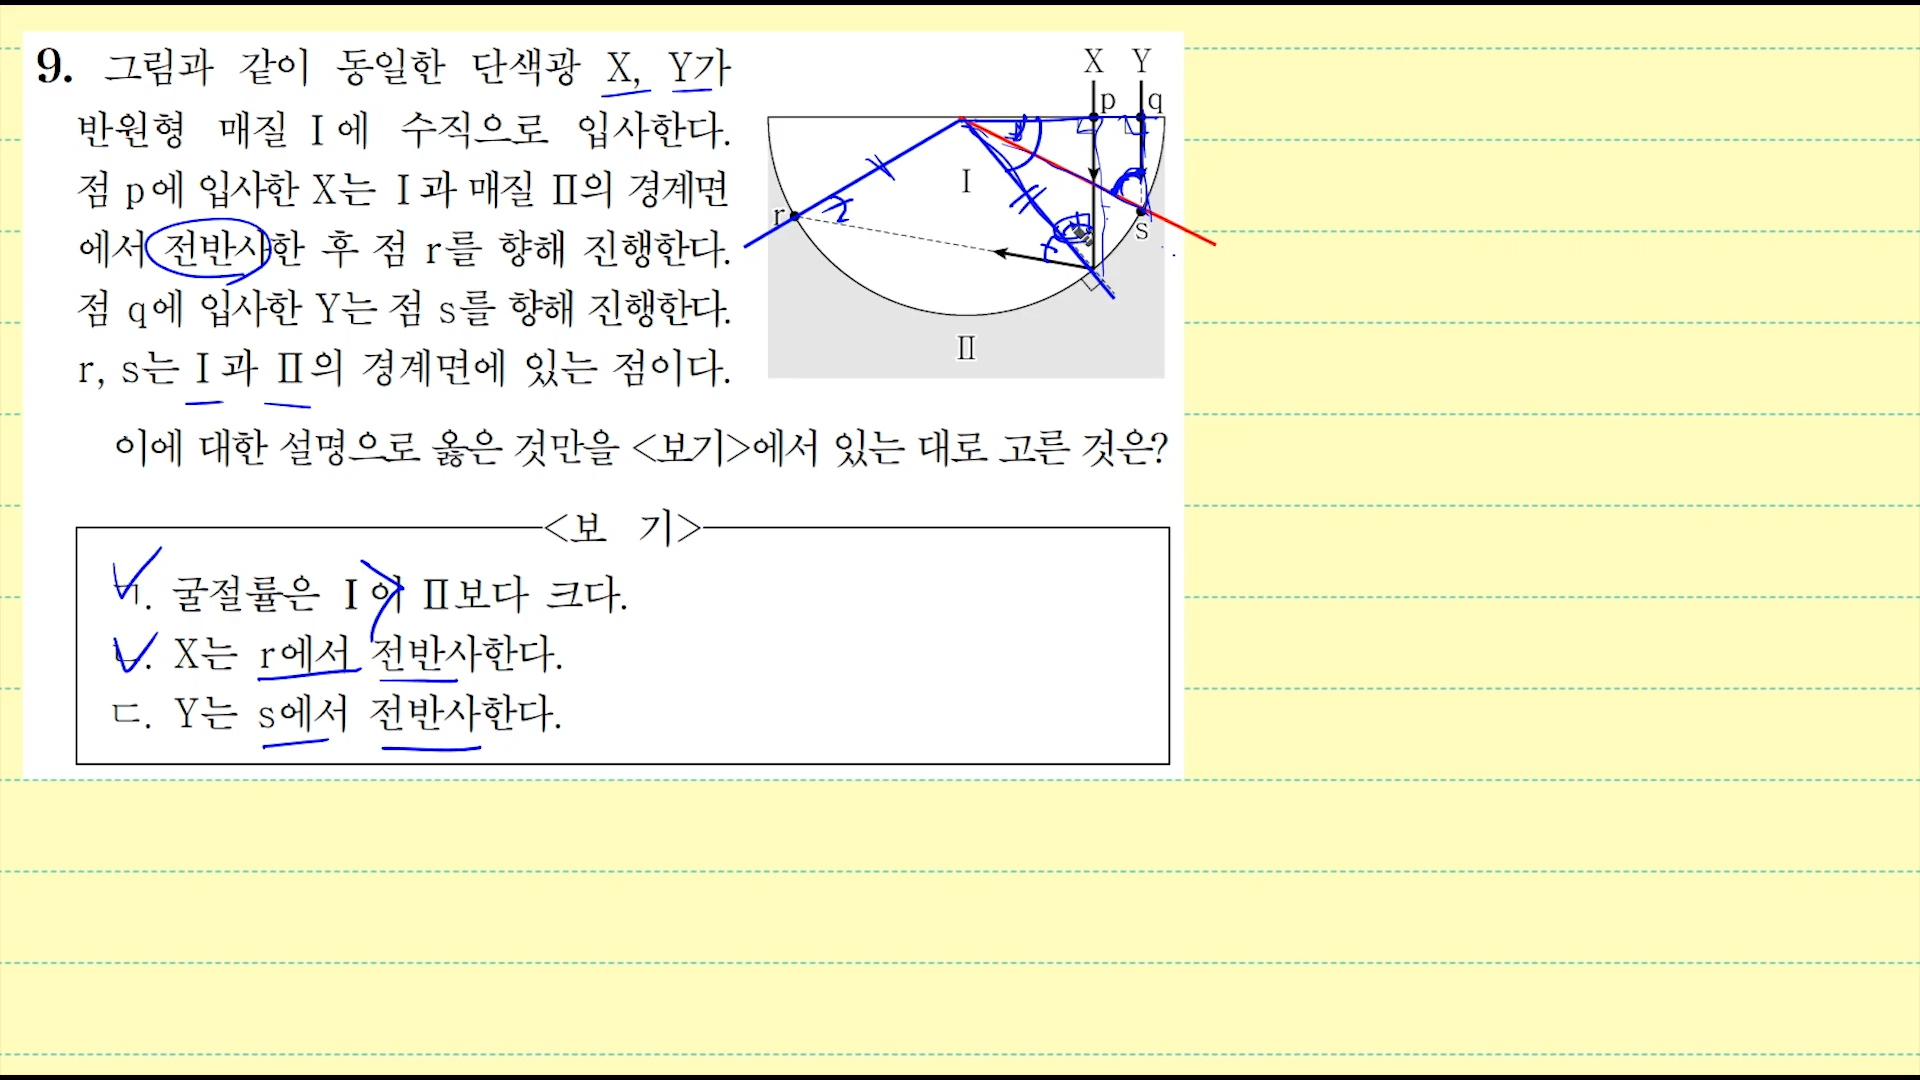 9. 그림과 같이 동일한 단색광 X, Y가
반원형 매질 Ⅰ에 수직으로 입사한다.
점 p에 입사한 X는 Ⅰ과 매질 Ⅱ의 경계면
에서 전반사한 후 점 r를 향해 진행한다.
점 q에 입사한 Y는 점 s를 향해 진행한다.
r, s는 Ⅰ과 Ⅱ의 경계면에 있는 점이다.
X Y
p q
Ⅰ
r
s
Ⅱ
이에 대한 설명으로 옳은 것만을 <보기>에서 있는 대로 고른 것은?
<보 기>
ㄱ. 굴절률은 Ⅰ이 Ⅱ보다 크다.
ㄴ. X는 r에서 전반사한다.
ㄷ. Y는 s에서 전반사한다.